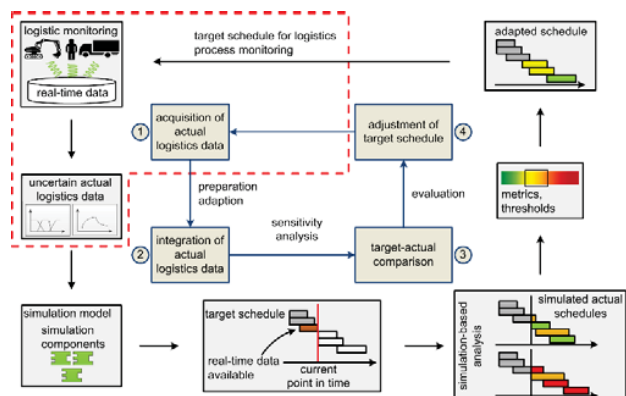 logistic monitoring
real-time data
target schedule for logistics
process monitoring
adapted schedule
1
acquisition of
actual
logistics data
adjustment of
target schedule
4
uncertain actual
logistics data
preparation
adaption
evaluation
metrics,
thresholds
2
integration of
actual
logistics data
sensitivity
analysis
target-actual
comparison
3
simulation model
simulation
components
target schedule
real-time data
available
current
point in time
simulation-based
analysis
simulated actual
schedules